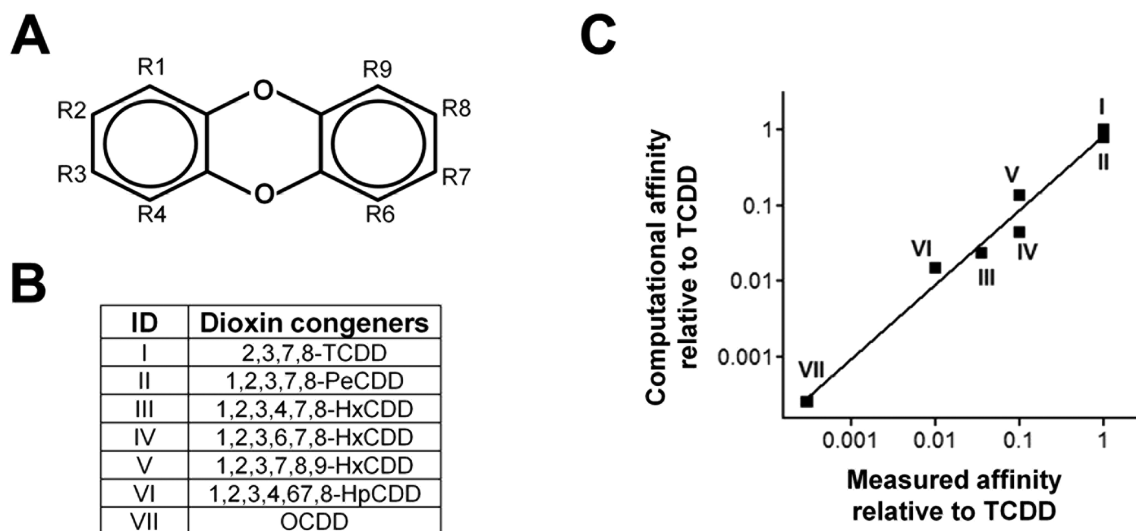 A
R1
R9
R2
O
R8
R3
O
R7
R4
R6
B
ID Dioxin congeners
I 2,3,7,8-TCDD
II 1,2,3,7,8-PeCDD
III 1,2,3,4,7,8-HxCDD
IV 1,2,3,6,7,8-HxCDD
V 1,2,3,7,8,9-HxCDD
VI 1,2,3,4,67,8-HpCDD
VII OCDD
C
Computational affinity
relative to TCDD
1
0.1
0.01
0.001
I
II
V
IV
VI
III
VII
0.001 0.01 0.1 1
Measured affinity
relative to TCDD